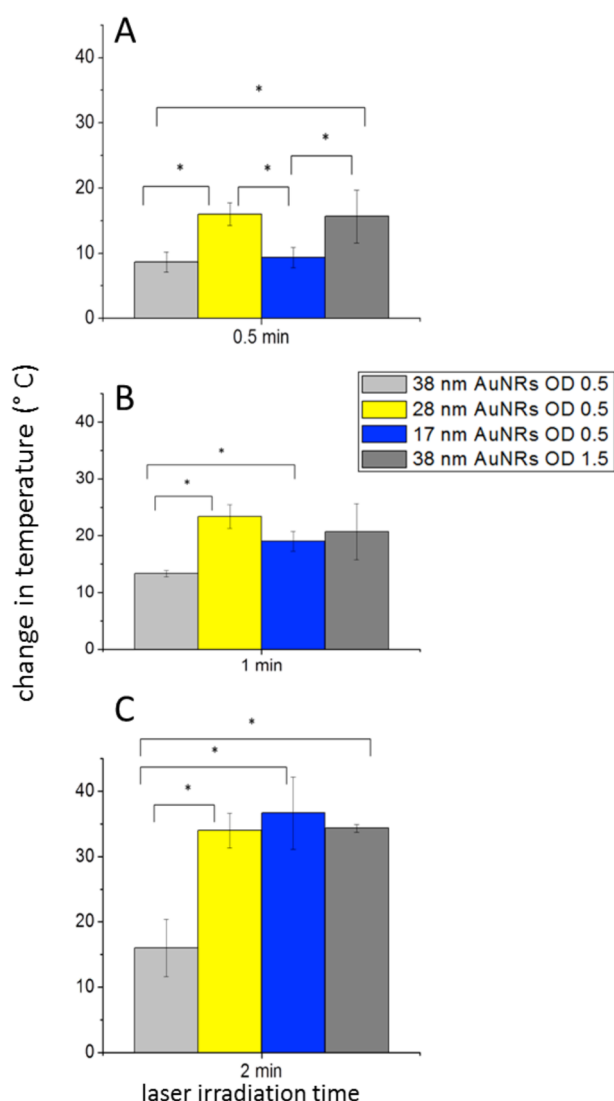 A
40
30
20
10
0
*
*
*
*
0.5 min
38 nm AuNRs OD 0.5
28 nm AuNRs OD 0.5
17 nm AuNRs OD 0.5
38 nm AuNRs OD 1.5
B
40
30
20
10
0
*
*
1 min
change in temperature (° C)
C
40
30
20
10
0
*
*
*
2 min
laser irradiation time